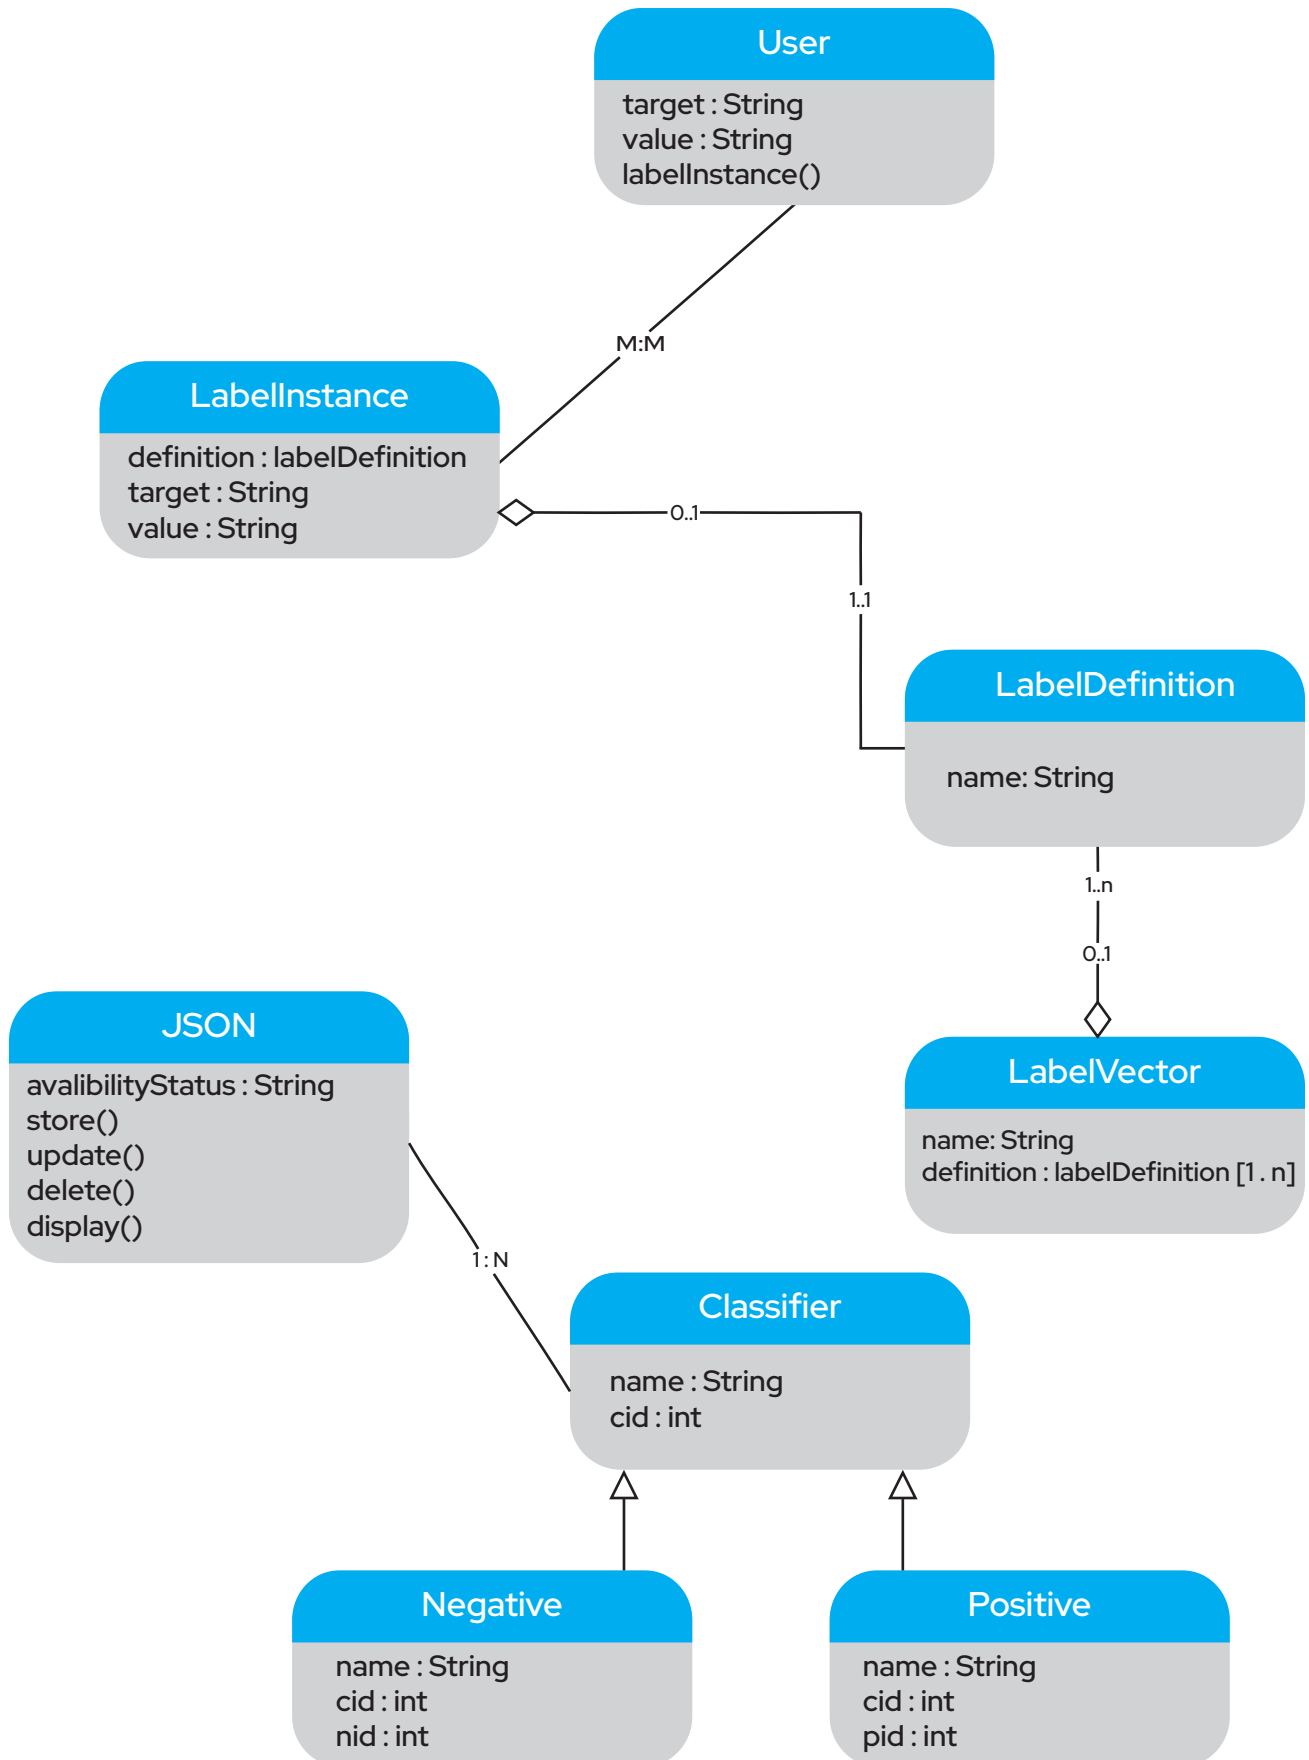 User
target : String
value : String
labelInstance()
M:M
LabelInstance
definition : labelDefinition
target : String
value : String
0..1
1..1
LabelDefinition
name: String
1..n
0..1
LabelVector
name: String
definition : labelDefinition [1 . n]
JSON
avalibilityStatus : String
store()
update()
delete()
display()
1 : N
Classifier
name : String
cid : int
Negative
name : String
cid : int
nid : int
Positive
name : String
cid : int
pid : int